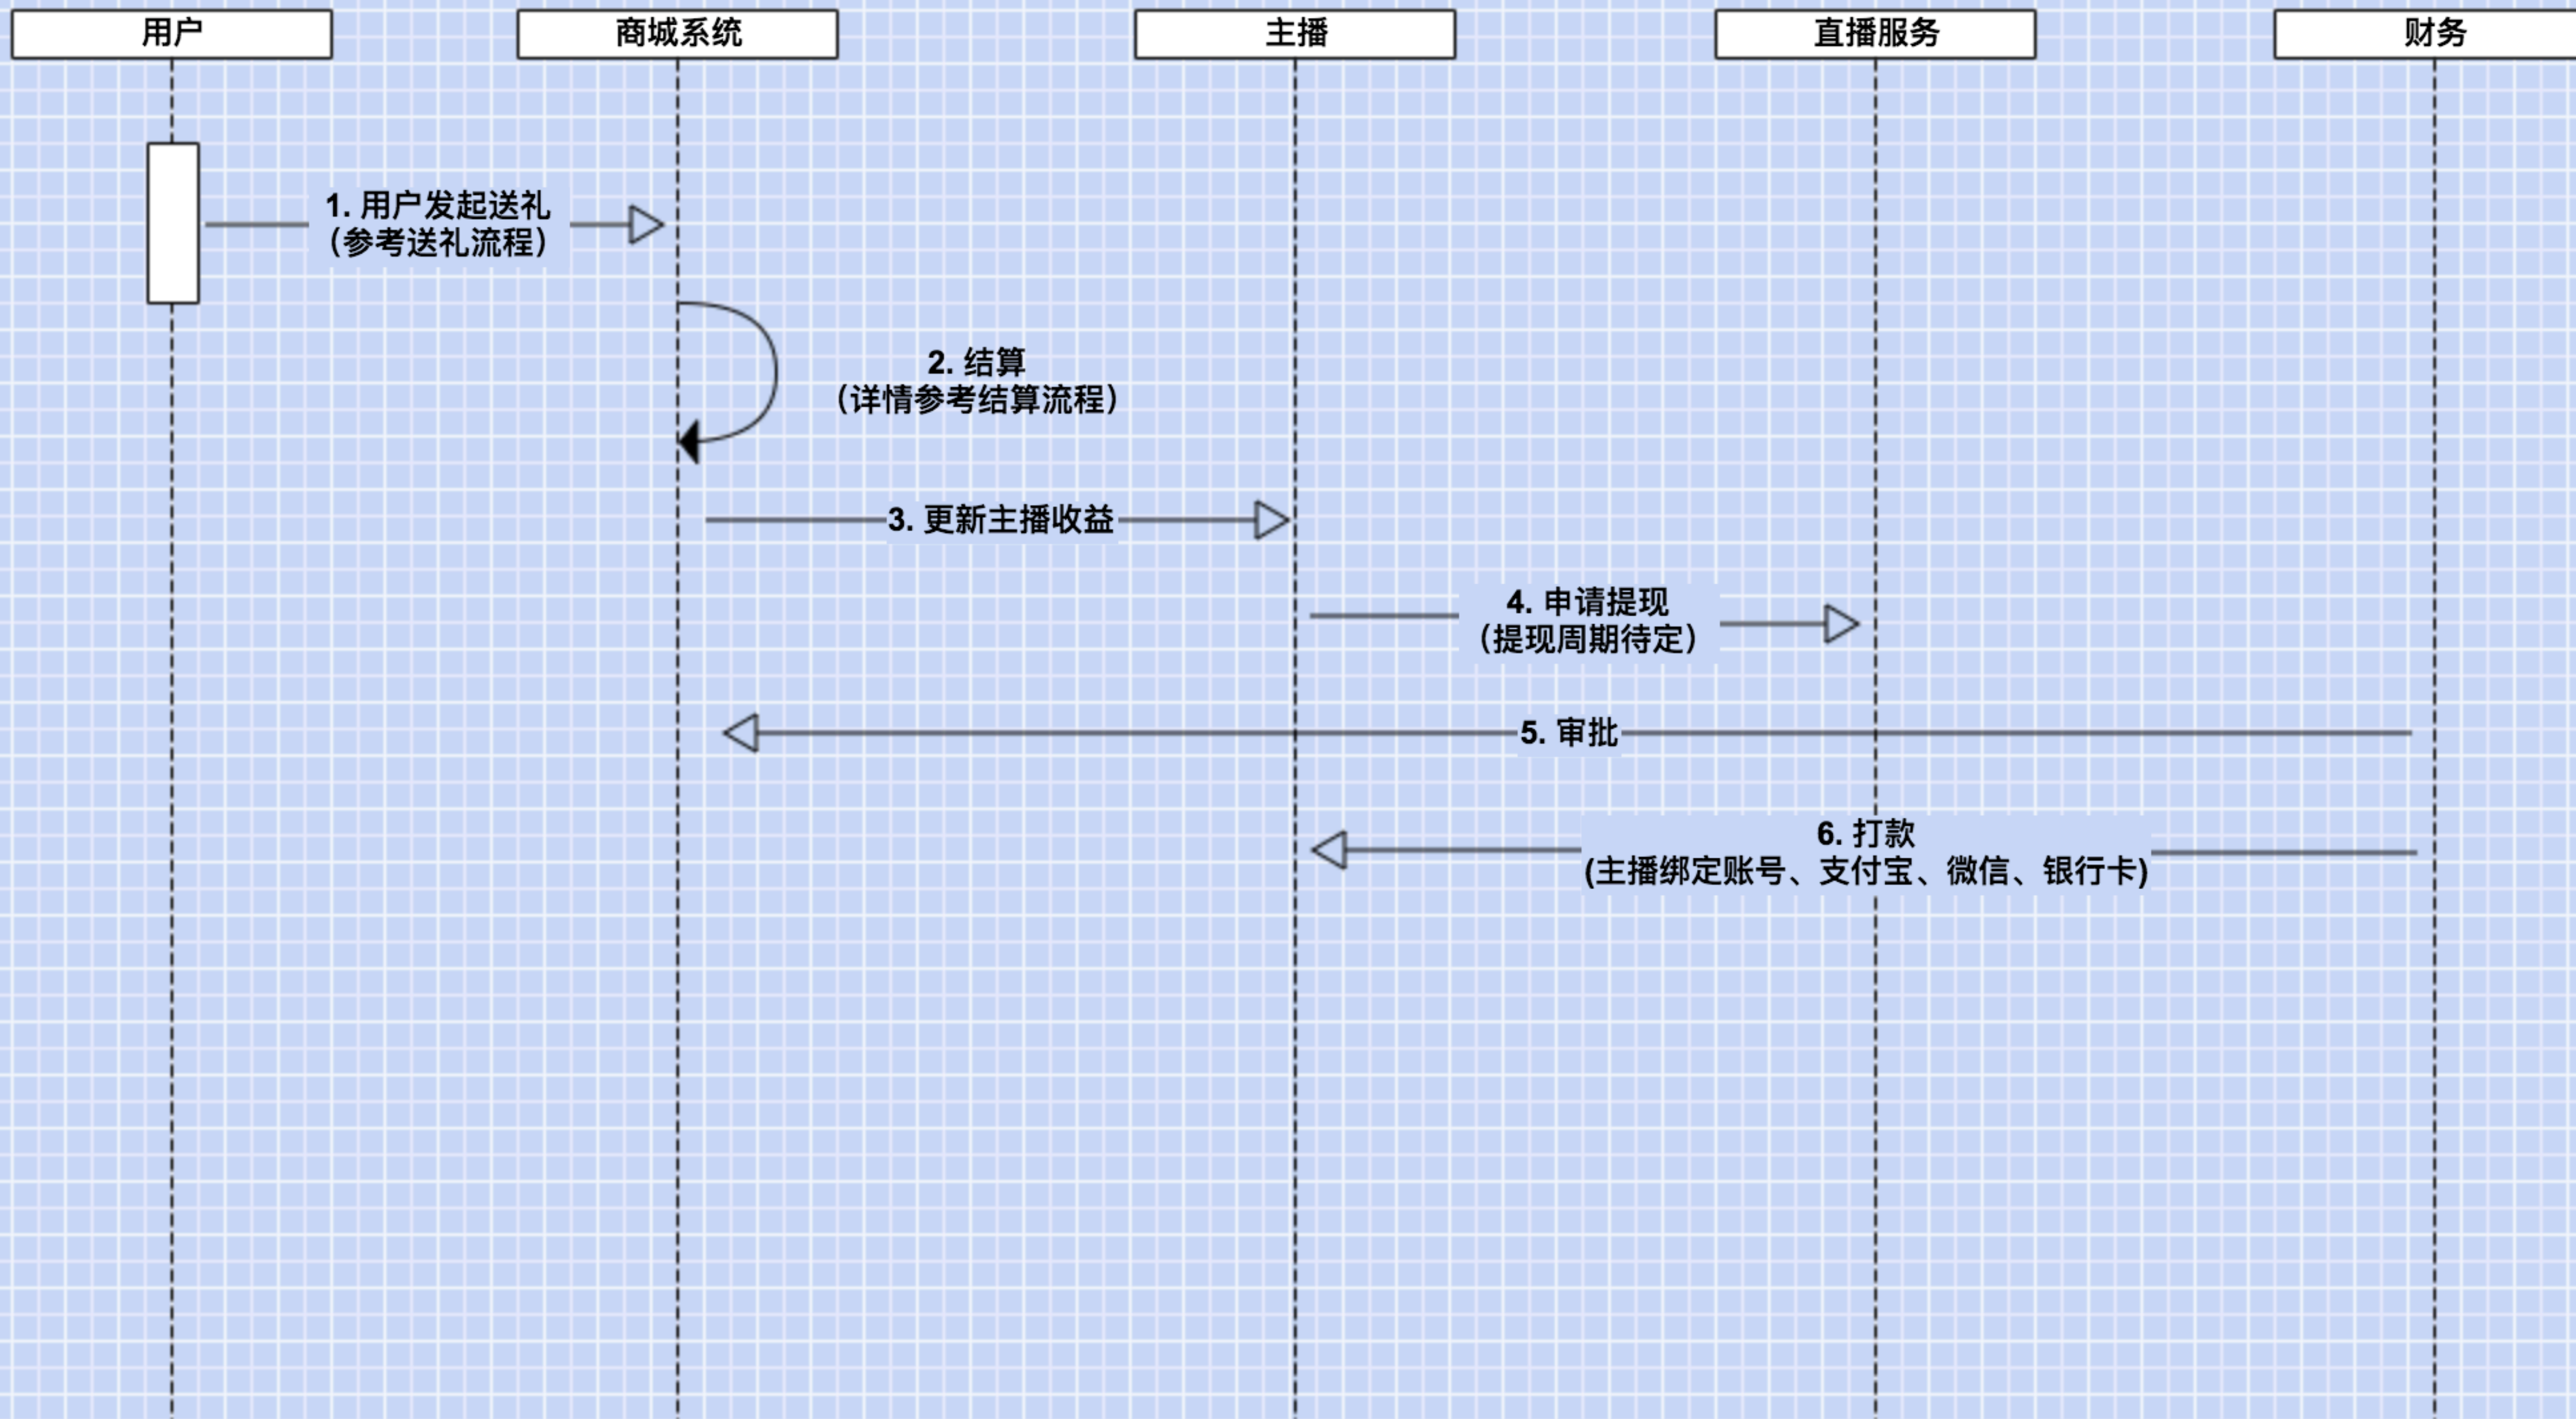 用户
商城系统
主播
直播服务
财务
1. 用户发起送礼
（参考送礼流程）
2. 结算
（详情参考结算流程）
3. 更新主播收益
4. 申请提现
（提现周期待定）
5. 审批
6. 打款
(主播绑定账号、支付宝、微信、银行卡)